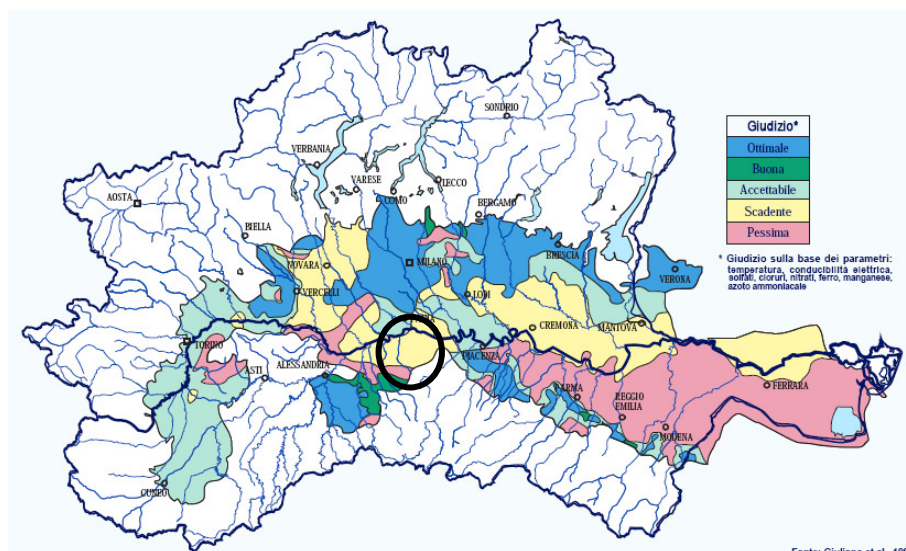 SONDRIO
VERBANIA
LECCO
VARESE
COMO
AOSTA
BERGAMO
BIELLA
BRESCIA
MILANO
NOVARA
VERONA
VERCELLI
LODI
CREMONA
MANTOVA
TORINO
PIACENZA
ALESSANDRIA
ASTI
FERRARA
PARMA
REGGIO
EMILIA
MODENA
CUNEO
Giudizio*
Ottimale
Buona
Accettabile
Scadente
Pessima
* Giudizio sulla base dei parametri:
temperatura, conducibilità elettrica,
solfati, cloruri, nitrati, ferro, manganese,
azoto ammoniacale